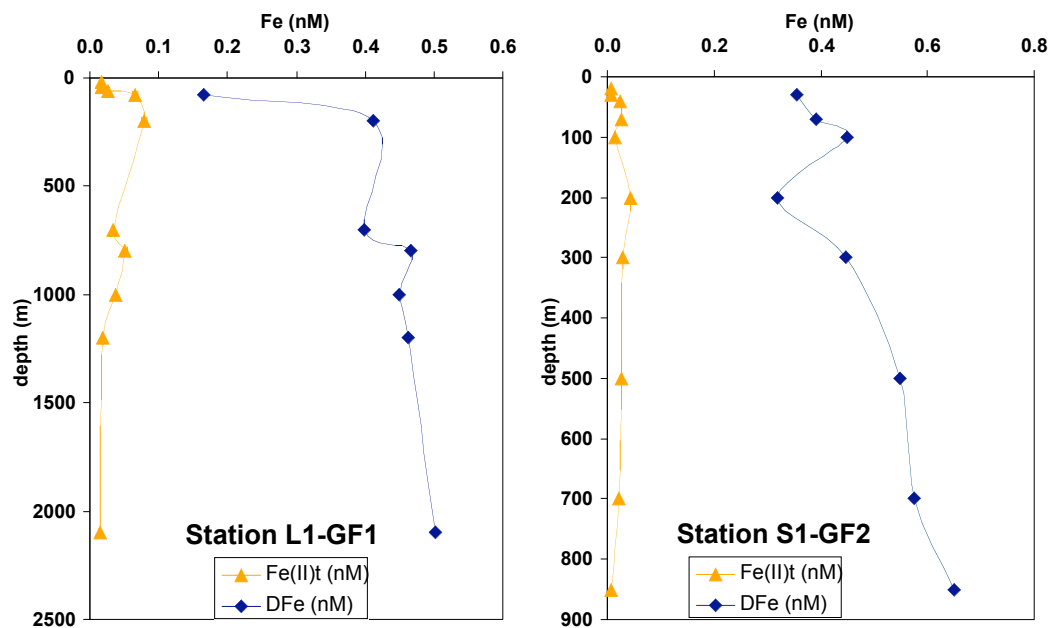 Fe (nM)
0.0 0.1 0.2 0.3 0.4 0.5 0.6
0
500
1000
1500
2000
2500
depth (m)
Station L1-GF1
Fe(II)t (nM)
DFe (nM)
Fe (nM)
0.0 0.2 0.4 0.6 0.8
0
100
200
300
400
500
600
700
800
900
depth (m)
Station S1-GF2
Fe(II)t (nM)
DFe (nM)